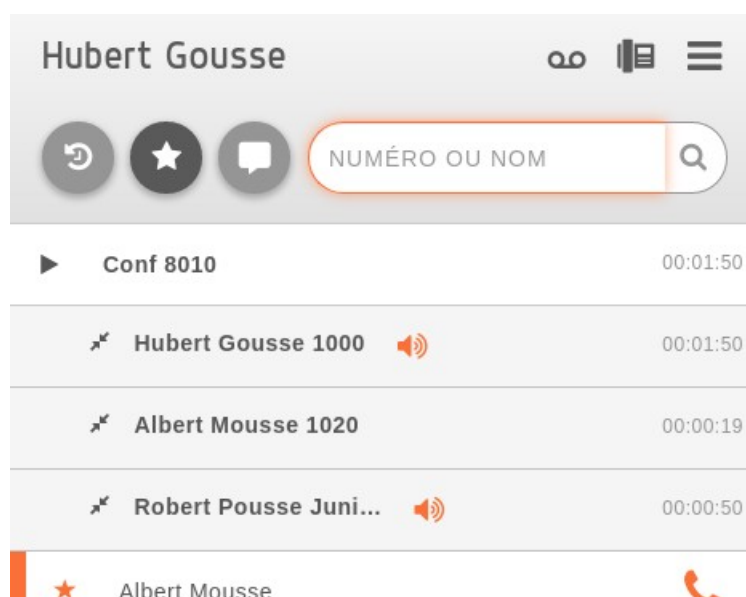 Hubert Gousse
NUMÉRO OU NOM
Conf 8010 00:01:50
Hubert Gousse 1000 00:01:50
Albert Mousse 1020 00:00:19
Robert Pousse Juni... 00:00:50
Albert Mousse